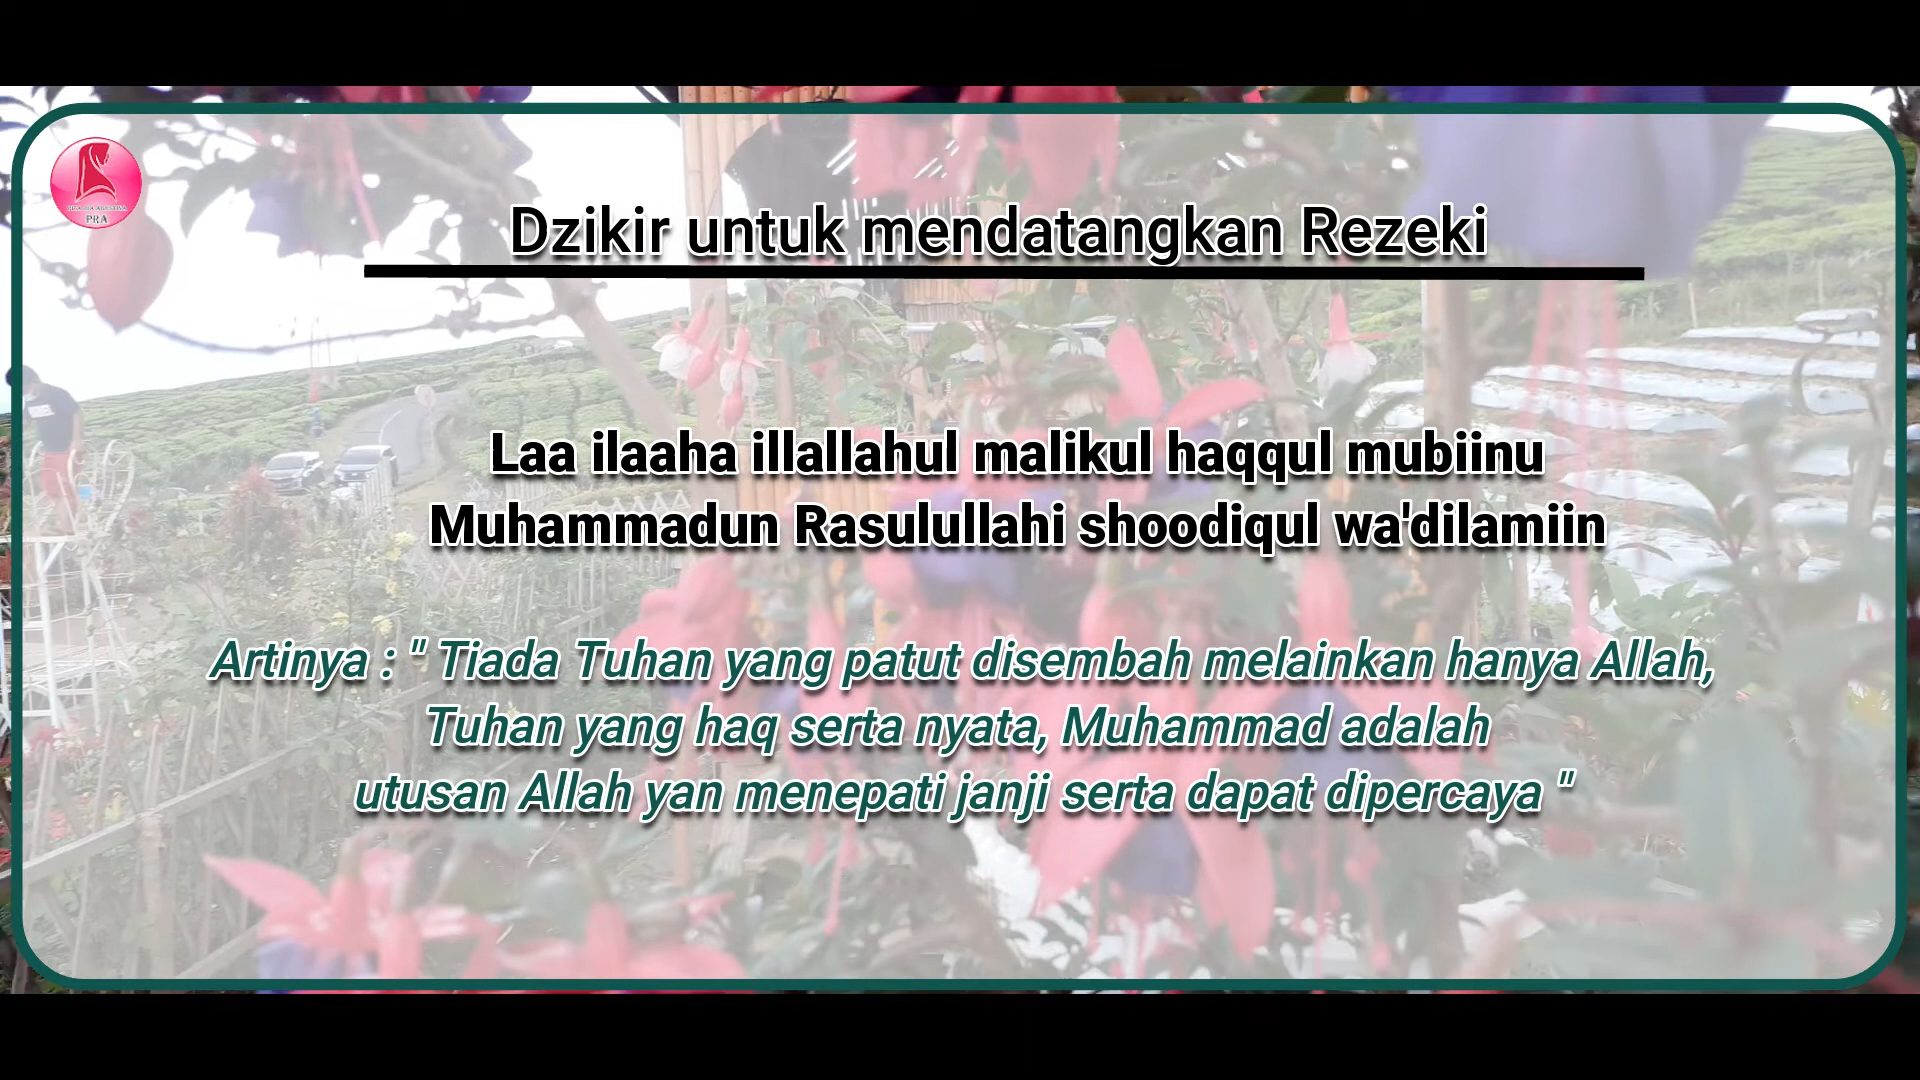 PRA
Dzikir untuk mendatangkan Rezeki
Laa ilaaha illallahul malikul haqqul mubiinu
Muhammadun Rasulullahi shoodiqul wa'dilamiin
Artinya : " Tiada Tuhan yang patut disembah melainkan hanya Allah,
Tuhan yang haq serta nyata, Muhammad adalah
utusan Allah yan menepati janji serta dapat dipercaya "